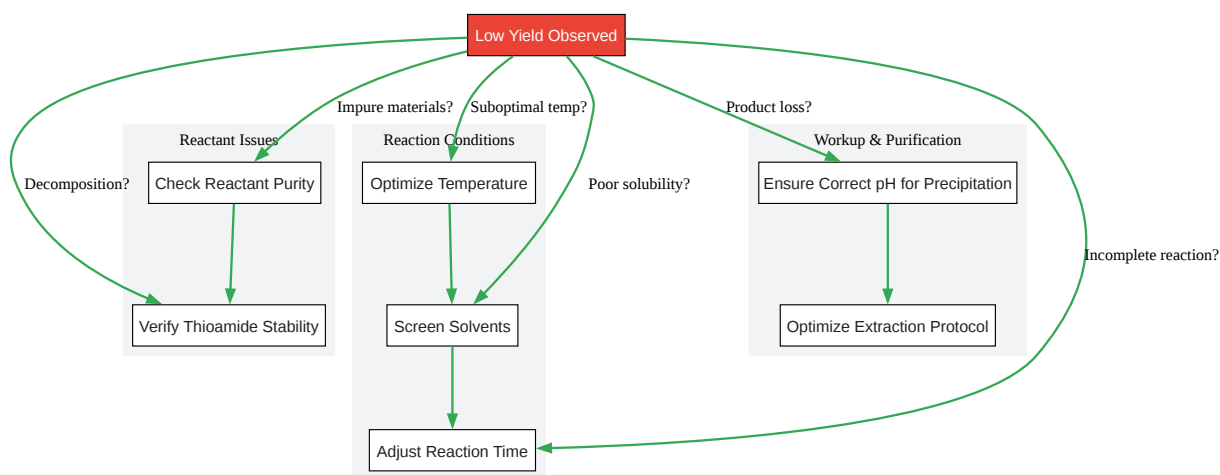 Low Yield Observed
Impure materials?
Suboptimal temp?
Product loss?
Reactant Issues
Reaction Conditions
Workup & Purification
Decomposition?
Check Reactant Purity
Optimize Temperature
Poor solubility?
Ensure Correct pH for Precipitation
Incomplete reaction?
Verify Thioamide Stability
Screen Solvents
Optimize Extraction Protocol
Adjust Reaction Time